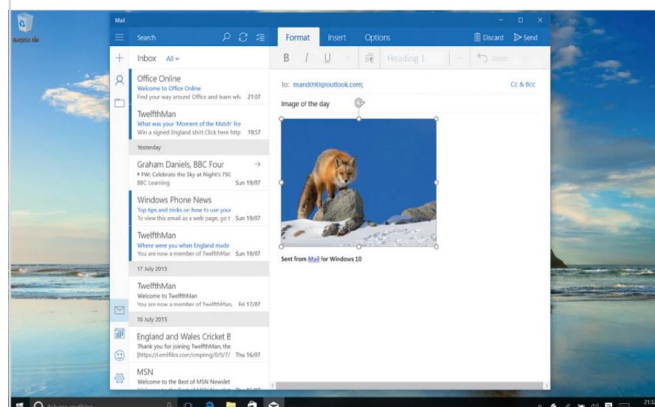 Mail
Search
Format Insert Options
Discard Send
Inbox All
B I U Heading 1
Office Online
Welcome to Office Online
Find your way around Office and learn wh 21:07
To: mandi090@outlook.com;
Cc & Bcc
Image of the day
TwelfthMan
What was your 'Moment of the Match' fro
Win a signed England shirt Click here http 19:57
Yesterday
Graham Daniels, BBC Four
FW: Celebrate the Sky at Night's 750
BBC Learning Sun 19/07
Windows Phone News
Top tips and tricks on how to use your
To view this email as a web page, go t Sun 19/07
TwelfthMan
Where were you when England made
You are now a member of TwelfthMar Sun 19/07
Sent from Mail for Windows 10
17 July 2015
TwelfthMan
Welcome to TwelfthMan
You are now a member of TwelfthMan, Fri 17/07
16 July 2015
England and Wales Cricket B
Thank you for joining TwelfthMan, the
Thu 16/07
MSN
Welcome to the Best of MSN Newslet
21:32